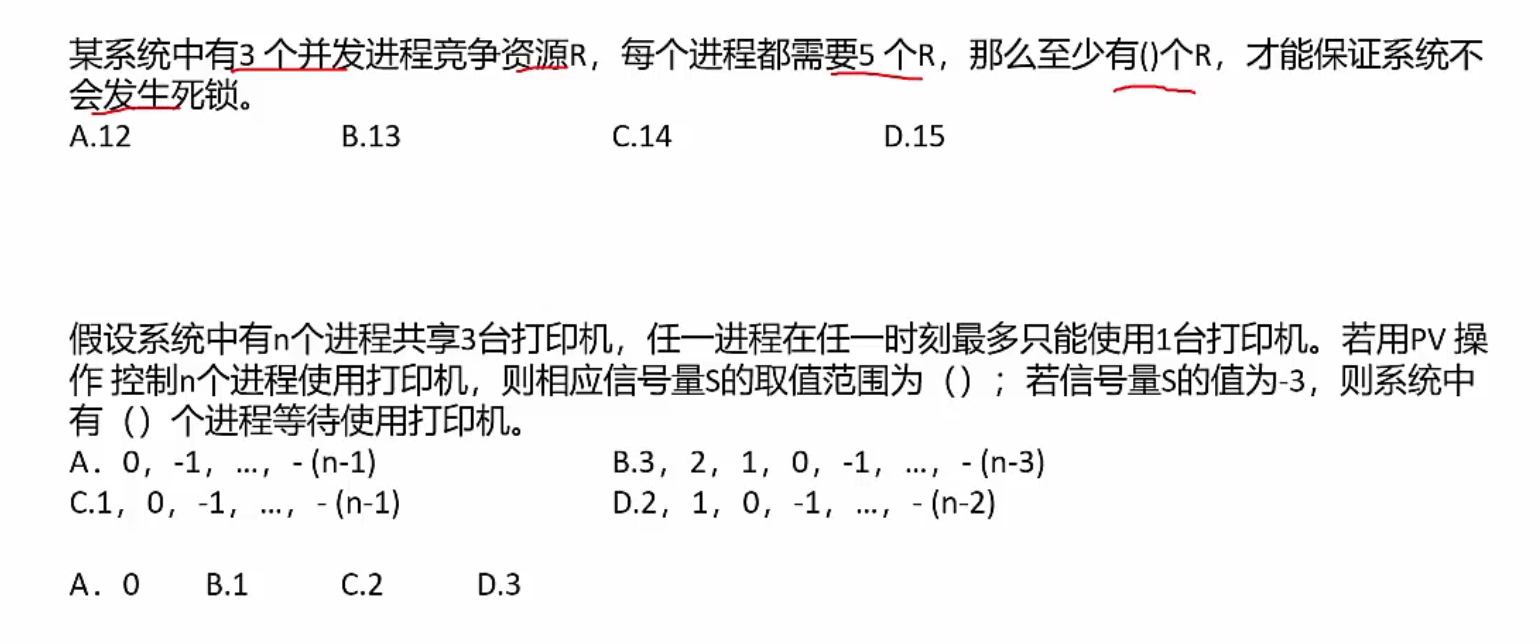 某系统中有3 个并发进程竞争资源R，每个进程都需要5 个R，那么至少有()个R，才能保证系统不
会发生死锁。
A.12 B.13 C.14 D.15
假设系统中有n个进程共享3台打印机，任一进程在任一时刻最多只能使用1台打印机。若用PV 操
作 控制n个进程使用打印机，则相应信号量S的取值范围为（）；若信号量S的值为-3，则系统中
有（）个进程等待使用打印机。
A．0，-1，…，- (n-1) B.3，2，1，0，-1，…，- (n-3)
C.1，0，-1，…，- (n-1) D.2，1，0，-1，…，- (n-2)
A．0 B.1 C.2 D.3